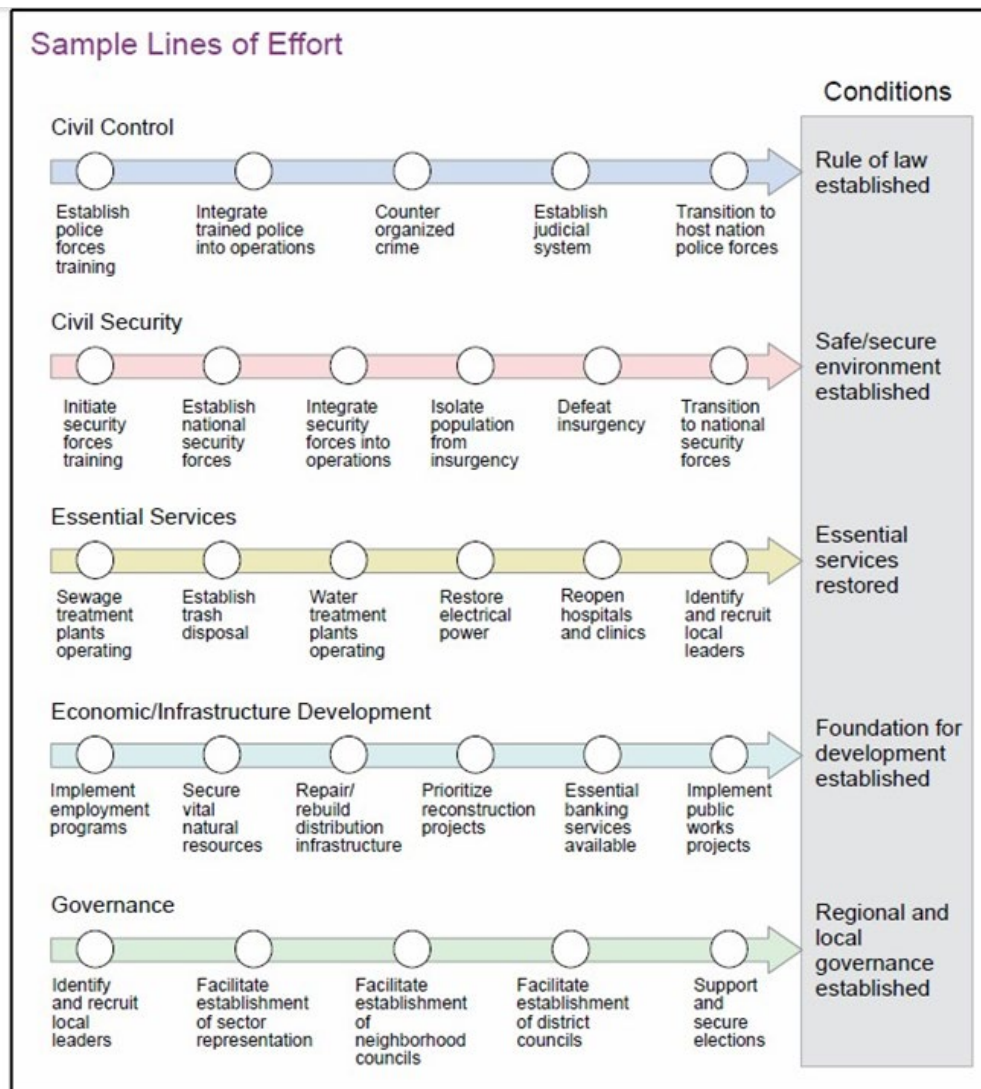 Sample Lines of Effort
Conditions
Civil Control
Establish
police
forces
training
Integrate
trained police
into operations
Counter
organized
crime
Establish
judicial
system
Transition to
host nation
police forces
Rule of law
established
Civil Security
Initiate
security
forces
training
Establish
national
security
forces
Integrate
security
forces into
operations
Isolate
population
from
insurgency
Defeat
insurgency
Transition
to national
security
forces
Safe/secure
environment
established
Essential Services
Sewage
treatment
plants
operating
Establish
trash
disposal
Water
treatment
plants
operating
Restore
electrical
power
Reopen
hospitals
and clinics
Identify
and recruit
local
leaders
Essential
services
restored
Economic/Infrastructure Development
Implement
employment
programs
Secure
vital
natural
resources
Repair/
rebuild
distribution
infrastructure
Prioritize
reconstruction
projects
Essential
banking
services
available
Implement
public
works
projects
Foundation for
development
established
Governance
Identify
and recruit
local
leaders
Facilitate
establishment
of sector
representation
Facilitate
establishment
of
neighborhood
councils
Facilitate
establishment
of district
councils
Support
and
secure
elections
Regional and
local
governance
established